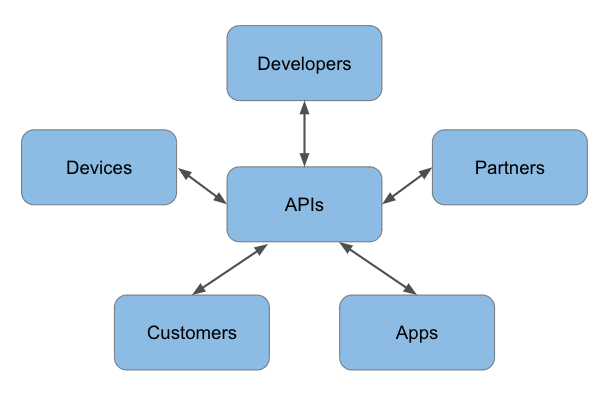 Developers
Devices
Partners
APIs
Customers
Apps